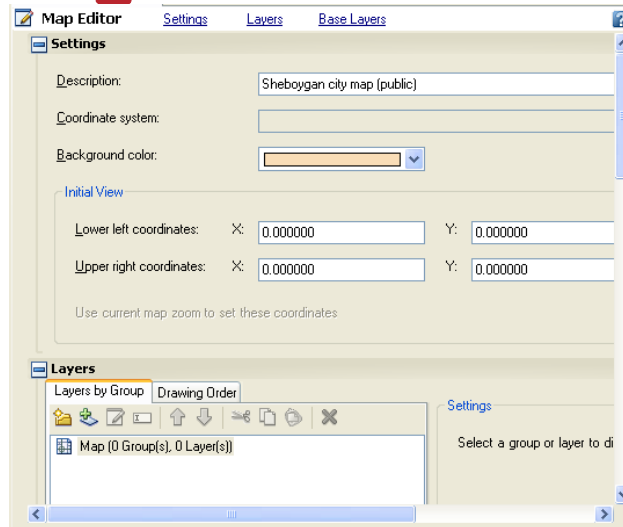 Map Editor Settings Layers Base Layers
Settings
Description: Sheboygan city map (public)
Coordinate system:
Background color:
Initial View
Lower left coordinates: X: 0.000000 Y: 0.000000
Upper right coordinates: X: 0.000000 Y: 0.000000
Use current map zoom to set these coordinates
Layers
Layers by Group Drawing Order
Settings
Map (0 Group(s), 0 Layer(s))
Select a group or layer to di